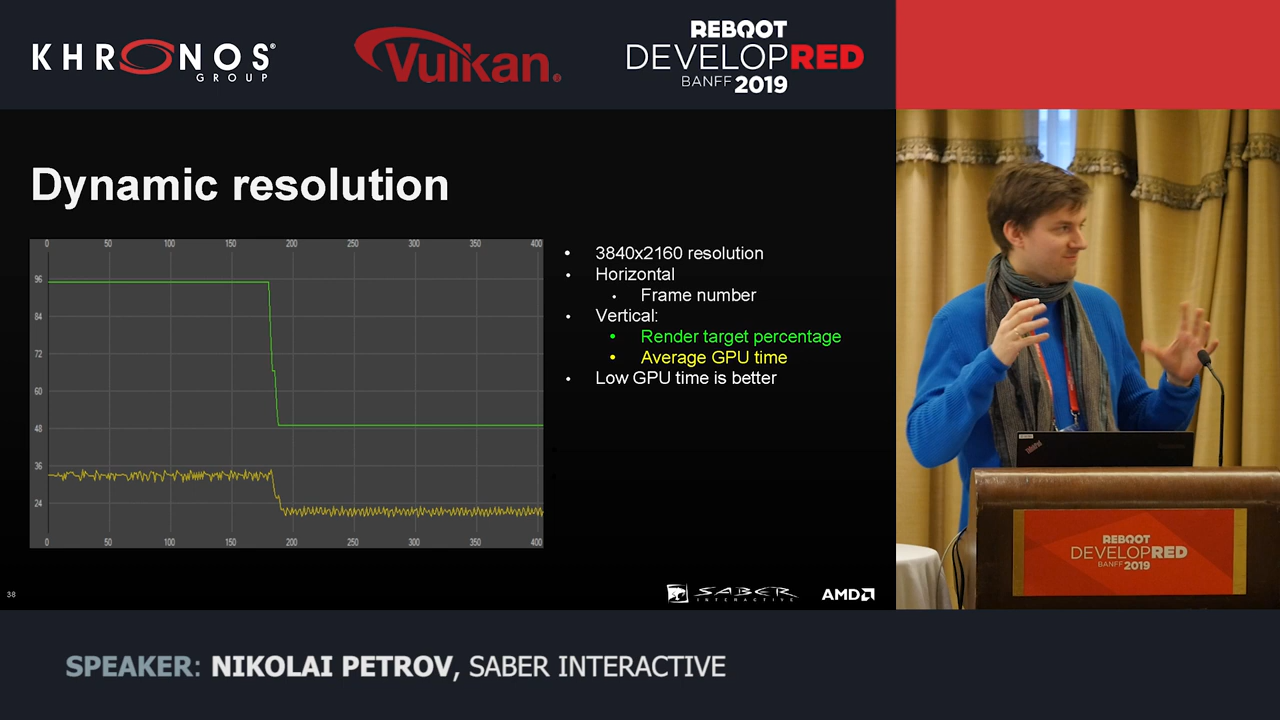 KHRONOS®
GROUP
Vulkan®
REBOOT
DEVELOPRED
BANFF 2019
Dynamic resolution
0 50 100 150 200 250 300 350 400
96
84
72
60
48
36
24
0 50 100 150 200 250 300 350 400
• 3840x2160 resolution
• Horizontal
• Frame number
• Vertical:
• Render target percentage
• Average GPU time
• Low GPU time is better
38
SABER
INTERACTIVE
AMD
ThinkPad
REBOOT
DEVELOPRED
BANFF 2019
SPEAKER: NIKOLAI PETROV, SABER INTERACTIVE